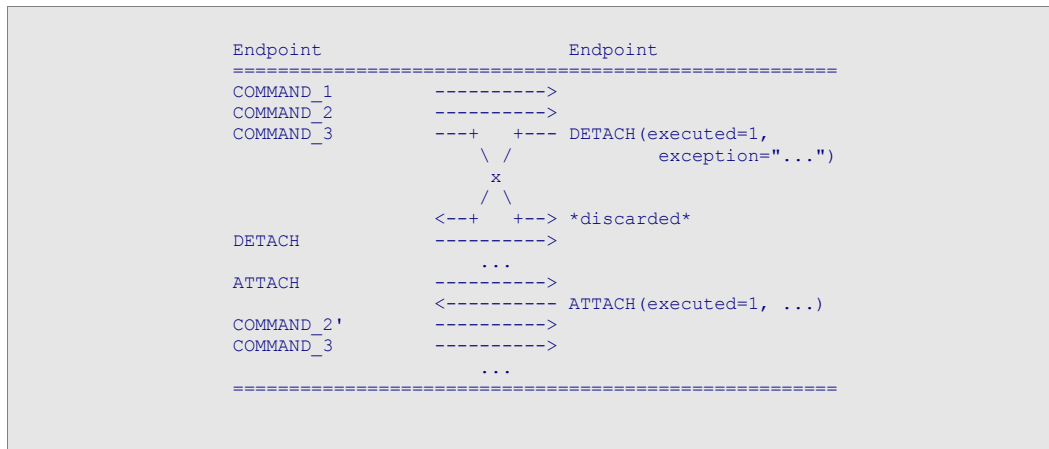 Endpoint                      Endpoint
======================================================
COMMAND_1         ---------->
COMMAND_2         ---------->
COMMAND_3         ---+   +--- DETACH(executed=1,
                      \ /             exception="...")
                       x
                      / \
                  <--+   +--> *discarded*
DETACH            ---------->
                      ...
ATTACH            ---------->
                  <---------- ATTACH(executed=1, ...)
COMMAND_2'        ---------->
COMMAND_3         ---------->
                      ...
======================================================